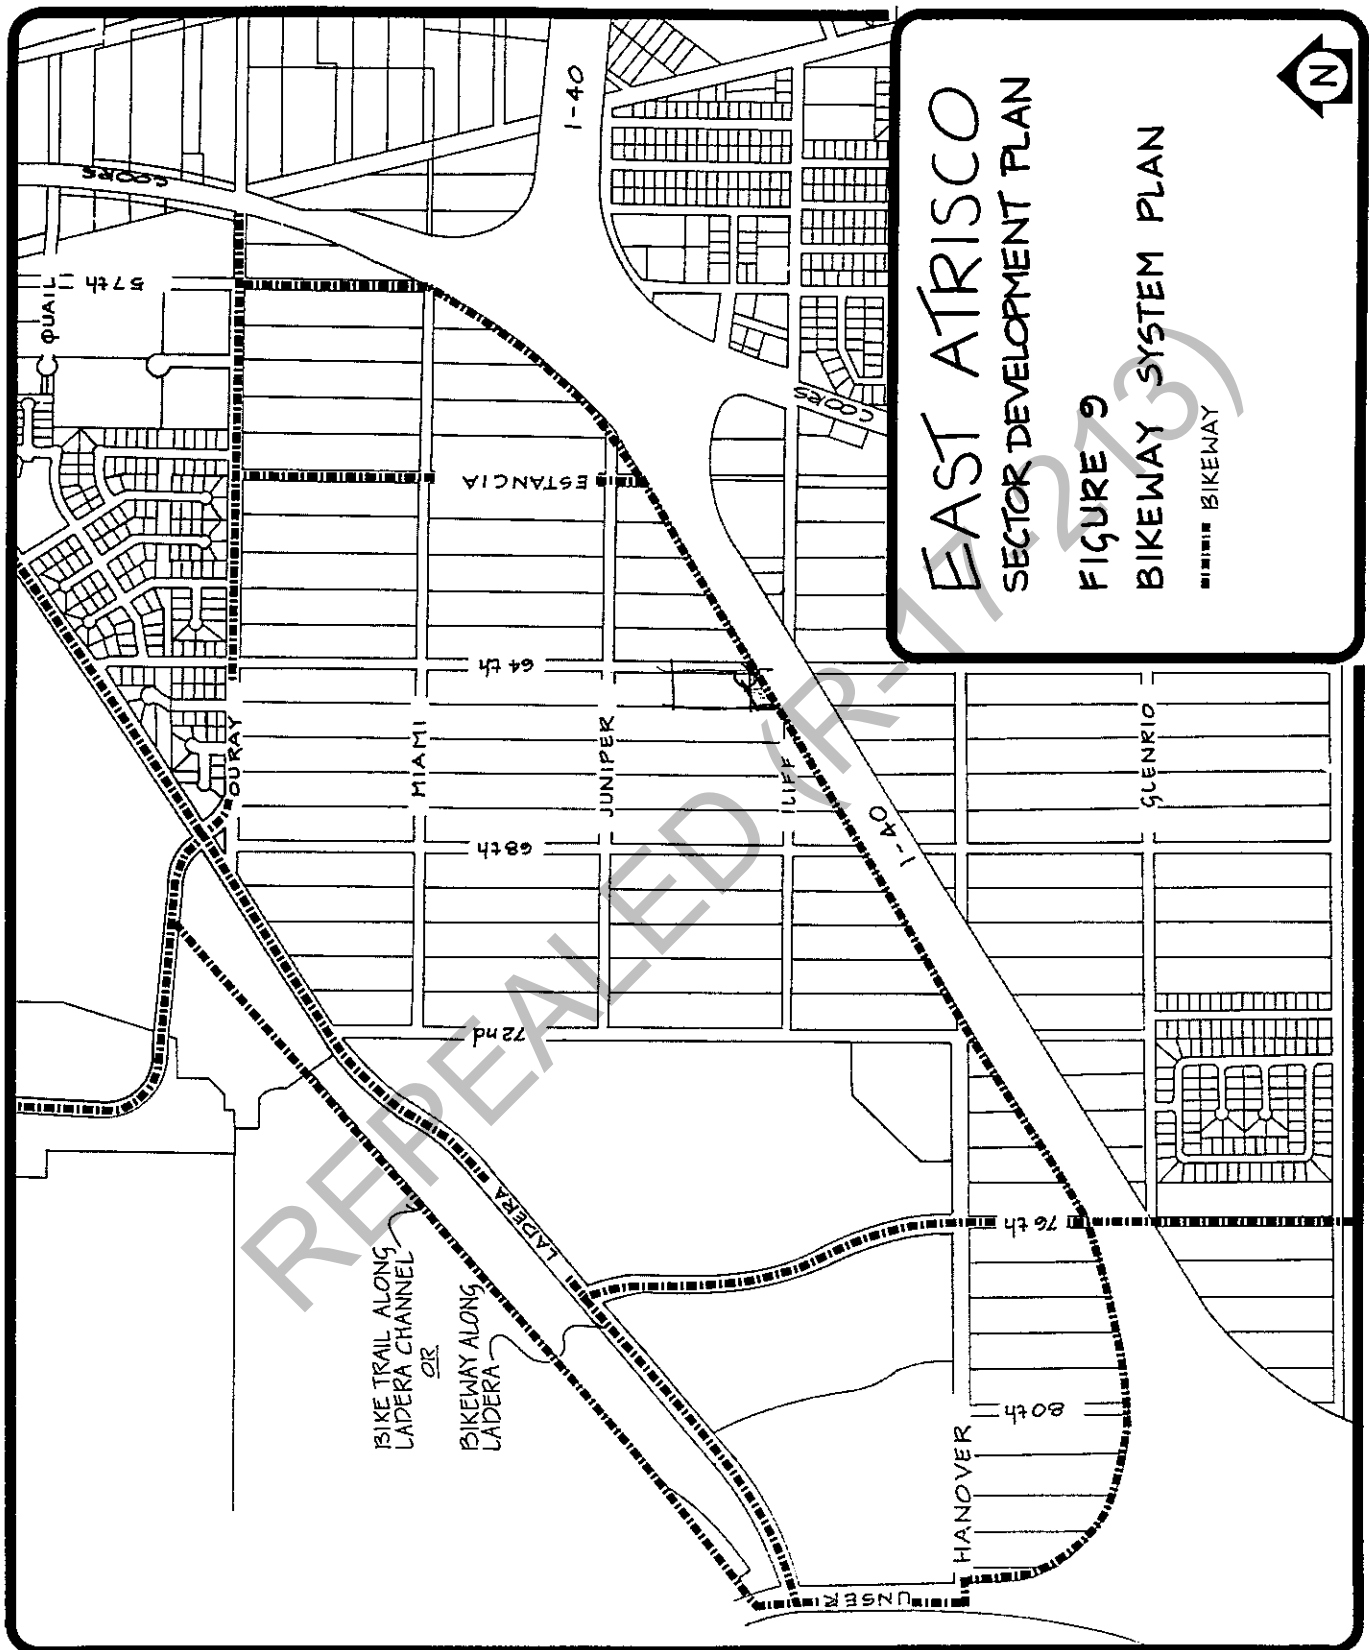 EAST ATRISCO
SECTOR DEVELOPMENT PLAN
FIGURE 9
BIKEWAY SYSTEM PLAN
BIKEWAY
N
REPEALED (R-17-213)
COORS
I-40
57th
QUAIL
ESTANCIA
COORS
64th
OURAY
MIAMI
JUNIPER
ILIFF
GLENRIO
68th
I-40
72nd
LADERA
76th
BIKE TRAIL ALONG
LADERA CHANNEL
OR
BIKEWAY ALONG
LADERA
80th
HANOVER
UNSER